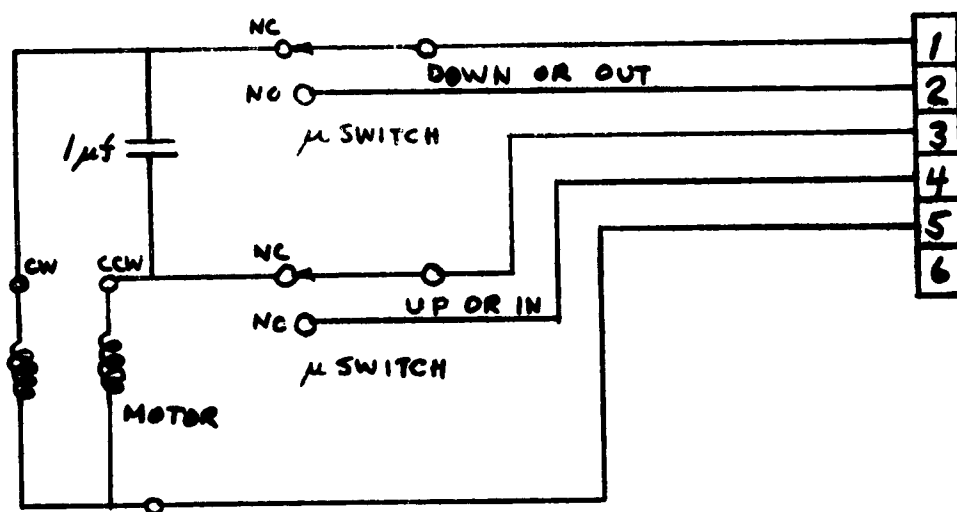 NC
1
DOWN OR OUT
NO
2
µ SWITCH
3
1µf
4
5
NC
CW
CCW
6
UP OR IN
NC
µ SWITCH
MOTOR